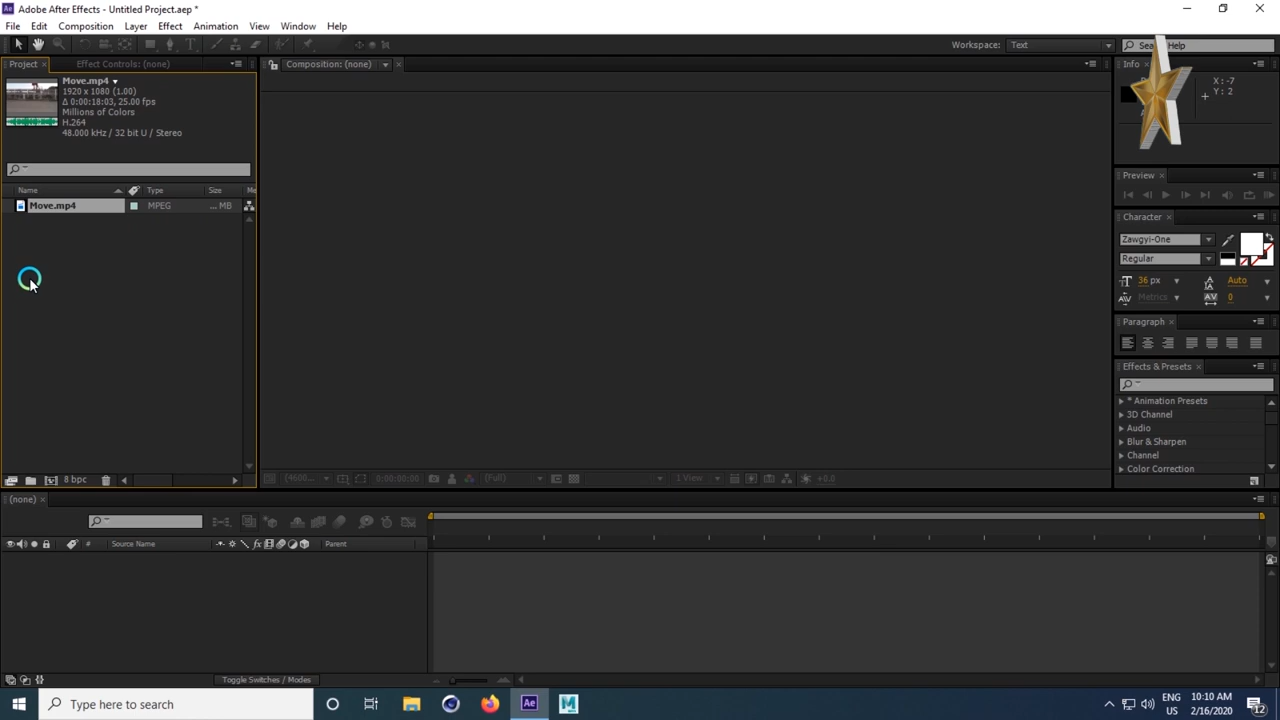 Adobe After Effects - Untitled Project.aep *
File Edit Composition Layer Effect Animation View Window Help
Workspace: Text
Project Effect Controls: (none) Composition: (none) Info
Move.mp4
1920 x 1080 (1.00)
Δ 0:00:18:03, 25.00 fps
Millions of Colors
H.264
48.000 kHz / 32 bit U / Stereo
X: -7
Y: 2
Name Type Size
Move.mp4 MPEG ... MB
Preview
Character
Zawgyi-One
Regular
36 px Auto
Metrics 0
Paragraph
Effects & Presets
* Animation Presets
3D Channel
Audio
Blur & Sharpen
Channel
Color Correction
8 bpc (4600... 0:00:00:00 (Full) 1 View +0.0
(none)
# Source Name Parent
Toggle Switches / Modes
Type here to search
ENG
US
10:10 AM
2/16/2020
12